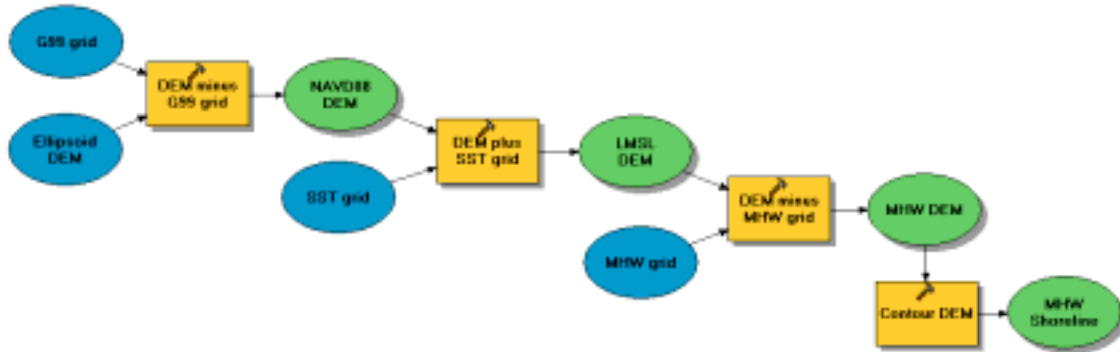 G99 grid
DEM minus
G99 grid
NAVD88
DEM
Ellipsoid
DEM
DEM plus
SST grid
LMSL
DEM
SST grid
DEM minus
MHW grid
MHW DEM
MHW grid
Contour DEM
MHW
Shoreline